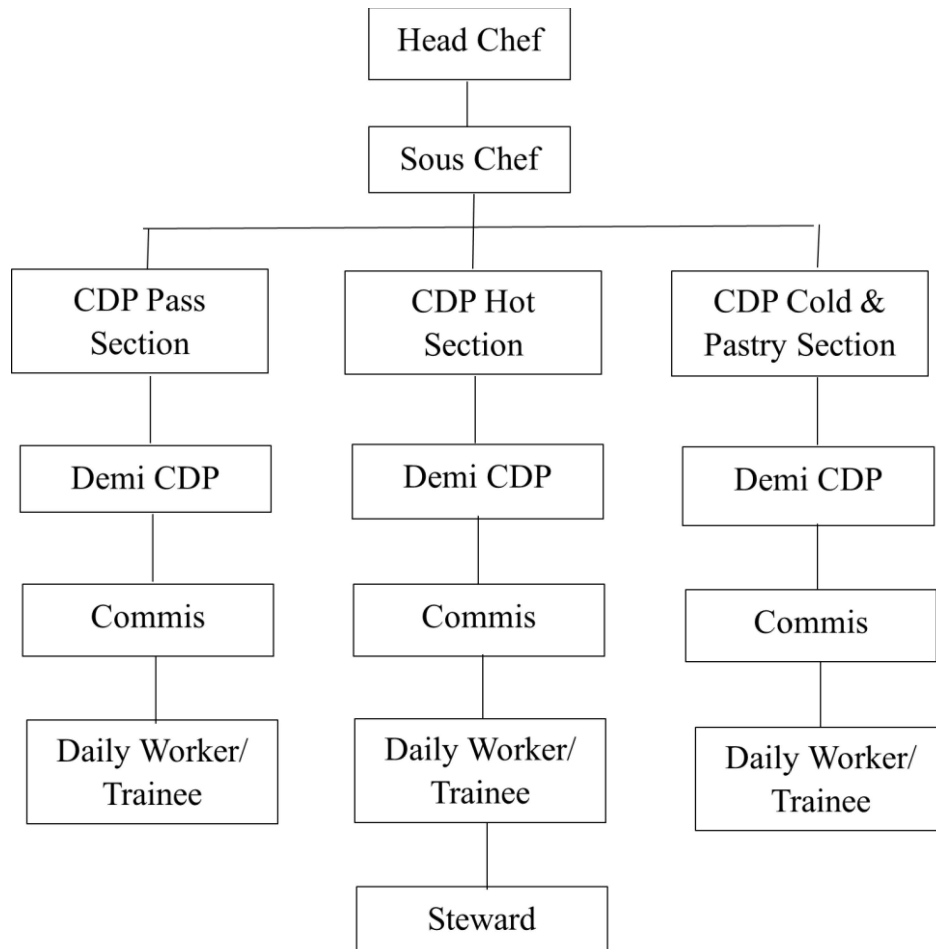 Head Chef
Sous Chef
CDP Pass
Section
CDP Hot
Section
CDP Cold &
Pastry Section
Demi CDP
Demi CDP
Demi CDP
Commis
Commis
Commis
Daily Worker/
Trainee
Daily Worker/
Trainee
Daily Worker/
Trainee
Steward